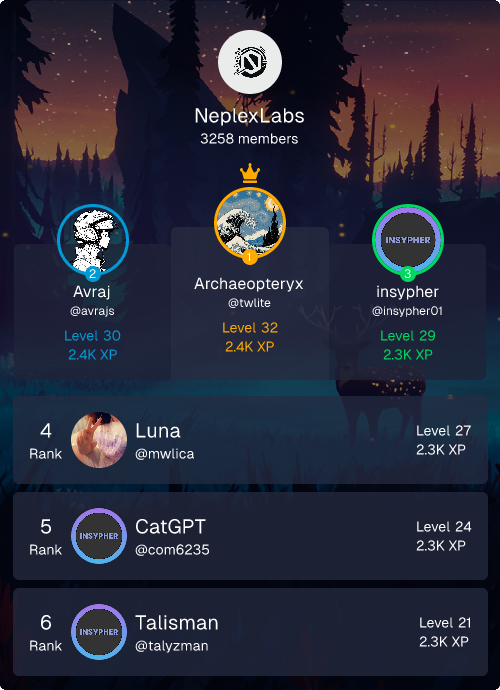 NeplexLabs
3258 members
1
Archaeopteryx
@twlite
Level 32
2.4K XP
2
Avraj
@avrajs
Level 30
2.4K XP
INSYPHER
3
insypher
@insypher01
Level 29
2.3K XP
4
Rank
Luna
@mwlica
Level 27
2.3K XP
5
Rank
INSYPHER
CatGPT
@com6235
Level 24
2.3K XP
6
Rank
INSYPHER
Talisman
@talyzman
Level 21
2.3K XP